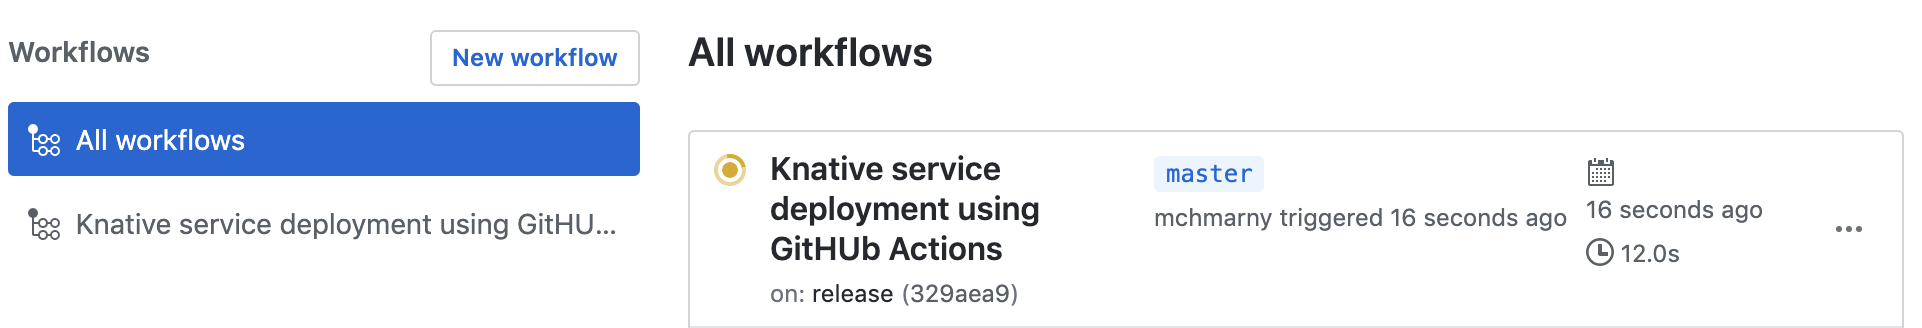 Workflows
New workflow
All workflows
Knative service deployment using GitHU...
All workflows
Knative service
deployment using
GitHUb Actions
on: release (329aea9)
master
mchmarny triggered 16 seconds ago
16 seconds ago
12.0s